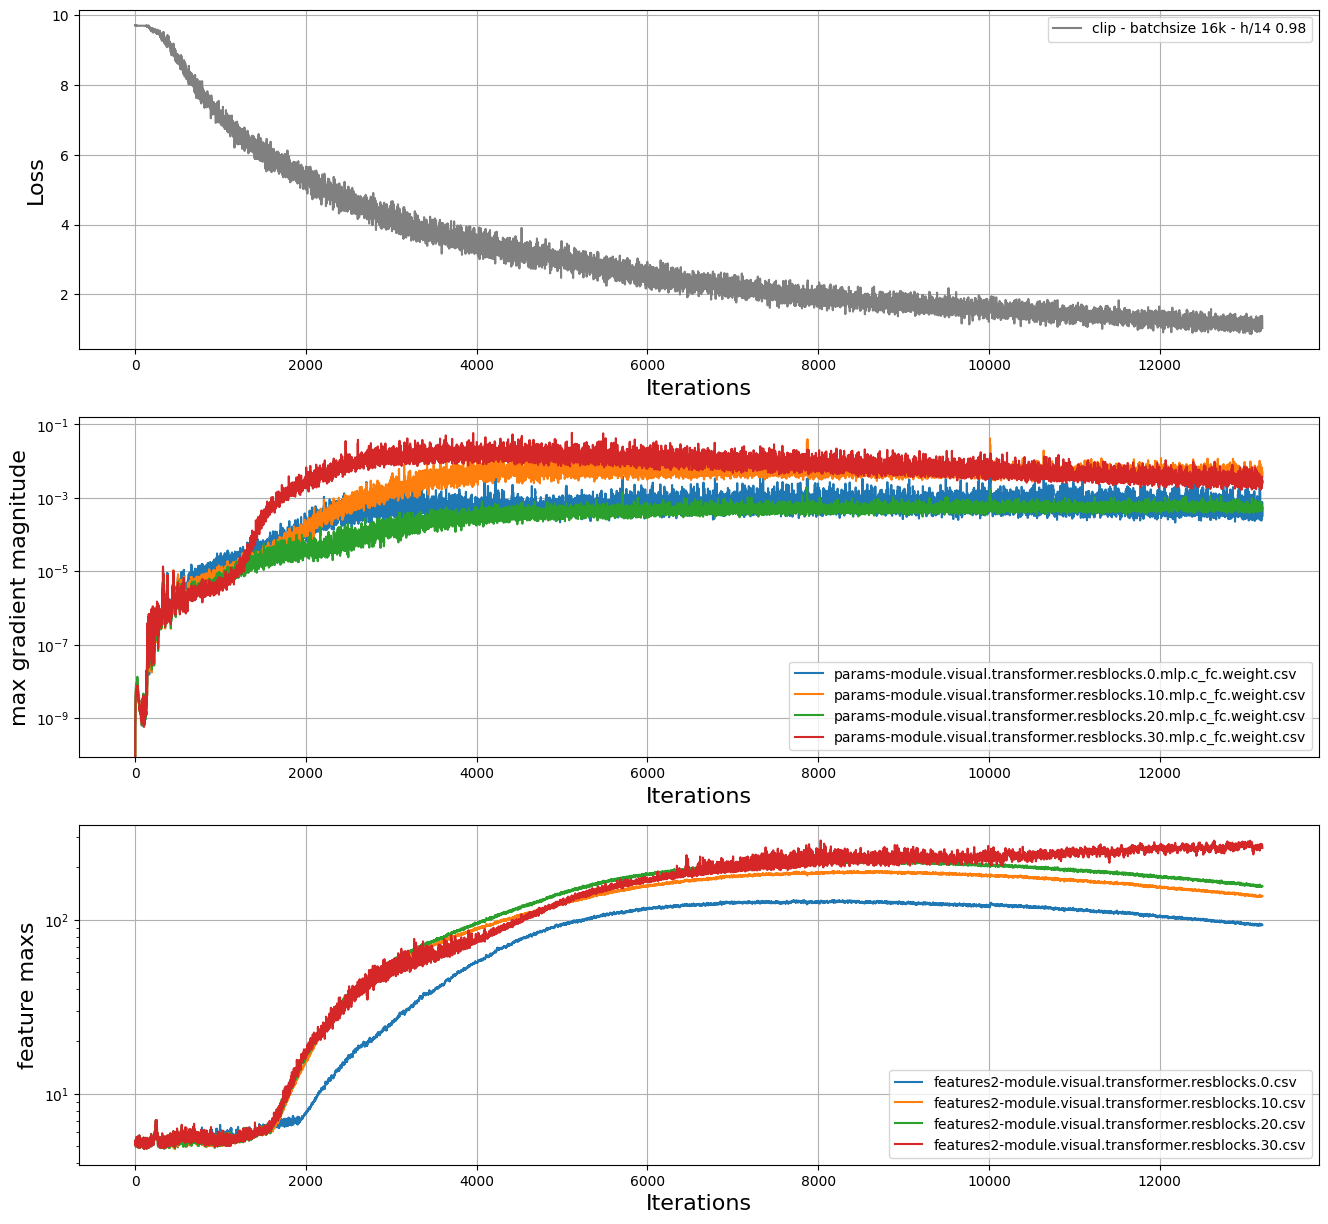 10
8
6
4
2
Loss
clip - batchsize 16k - h/14 0.98
0 2000 4000 6000 8000 10000 12000
Iterations
10⁻¹
10⁻³
10⁻⁵
10⁻⁷
10⁻⁹
max gradient magnitude
params-module.visual.transformer.resblocks.0.mlp.c_fc.weight.csv
params-module.visual.transformer.resblocks.10.mlp.c_fc.weight.csv
params-module.visual.transformer.resblocks.20.mlp.c_fc.weight.csv
params-module.visual.transformer.resblocks.30.mlp.c_fc.weight.csv
0 2000 4000 6000 8000 10000 12000
Iterations
10²
10¹
feature maxs
features2-module.visual.transformer.resblocks.0.csv
features2-module.visual.transformer.resblocks.10.csv
features2-module.visual.transformer.resblocks.20.csv
features2-module.visual.transformer.resblocks.30.csv
0 2000 4000 6000 8000 10000 12000
Iterations